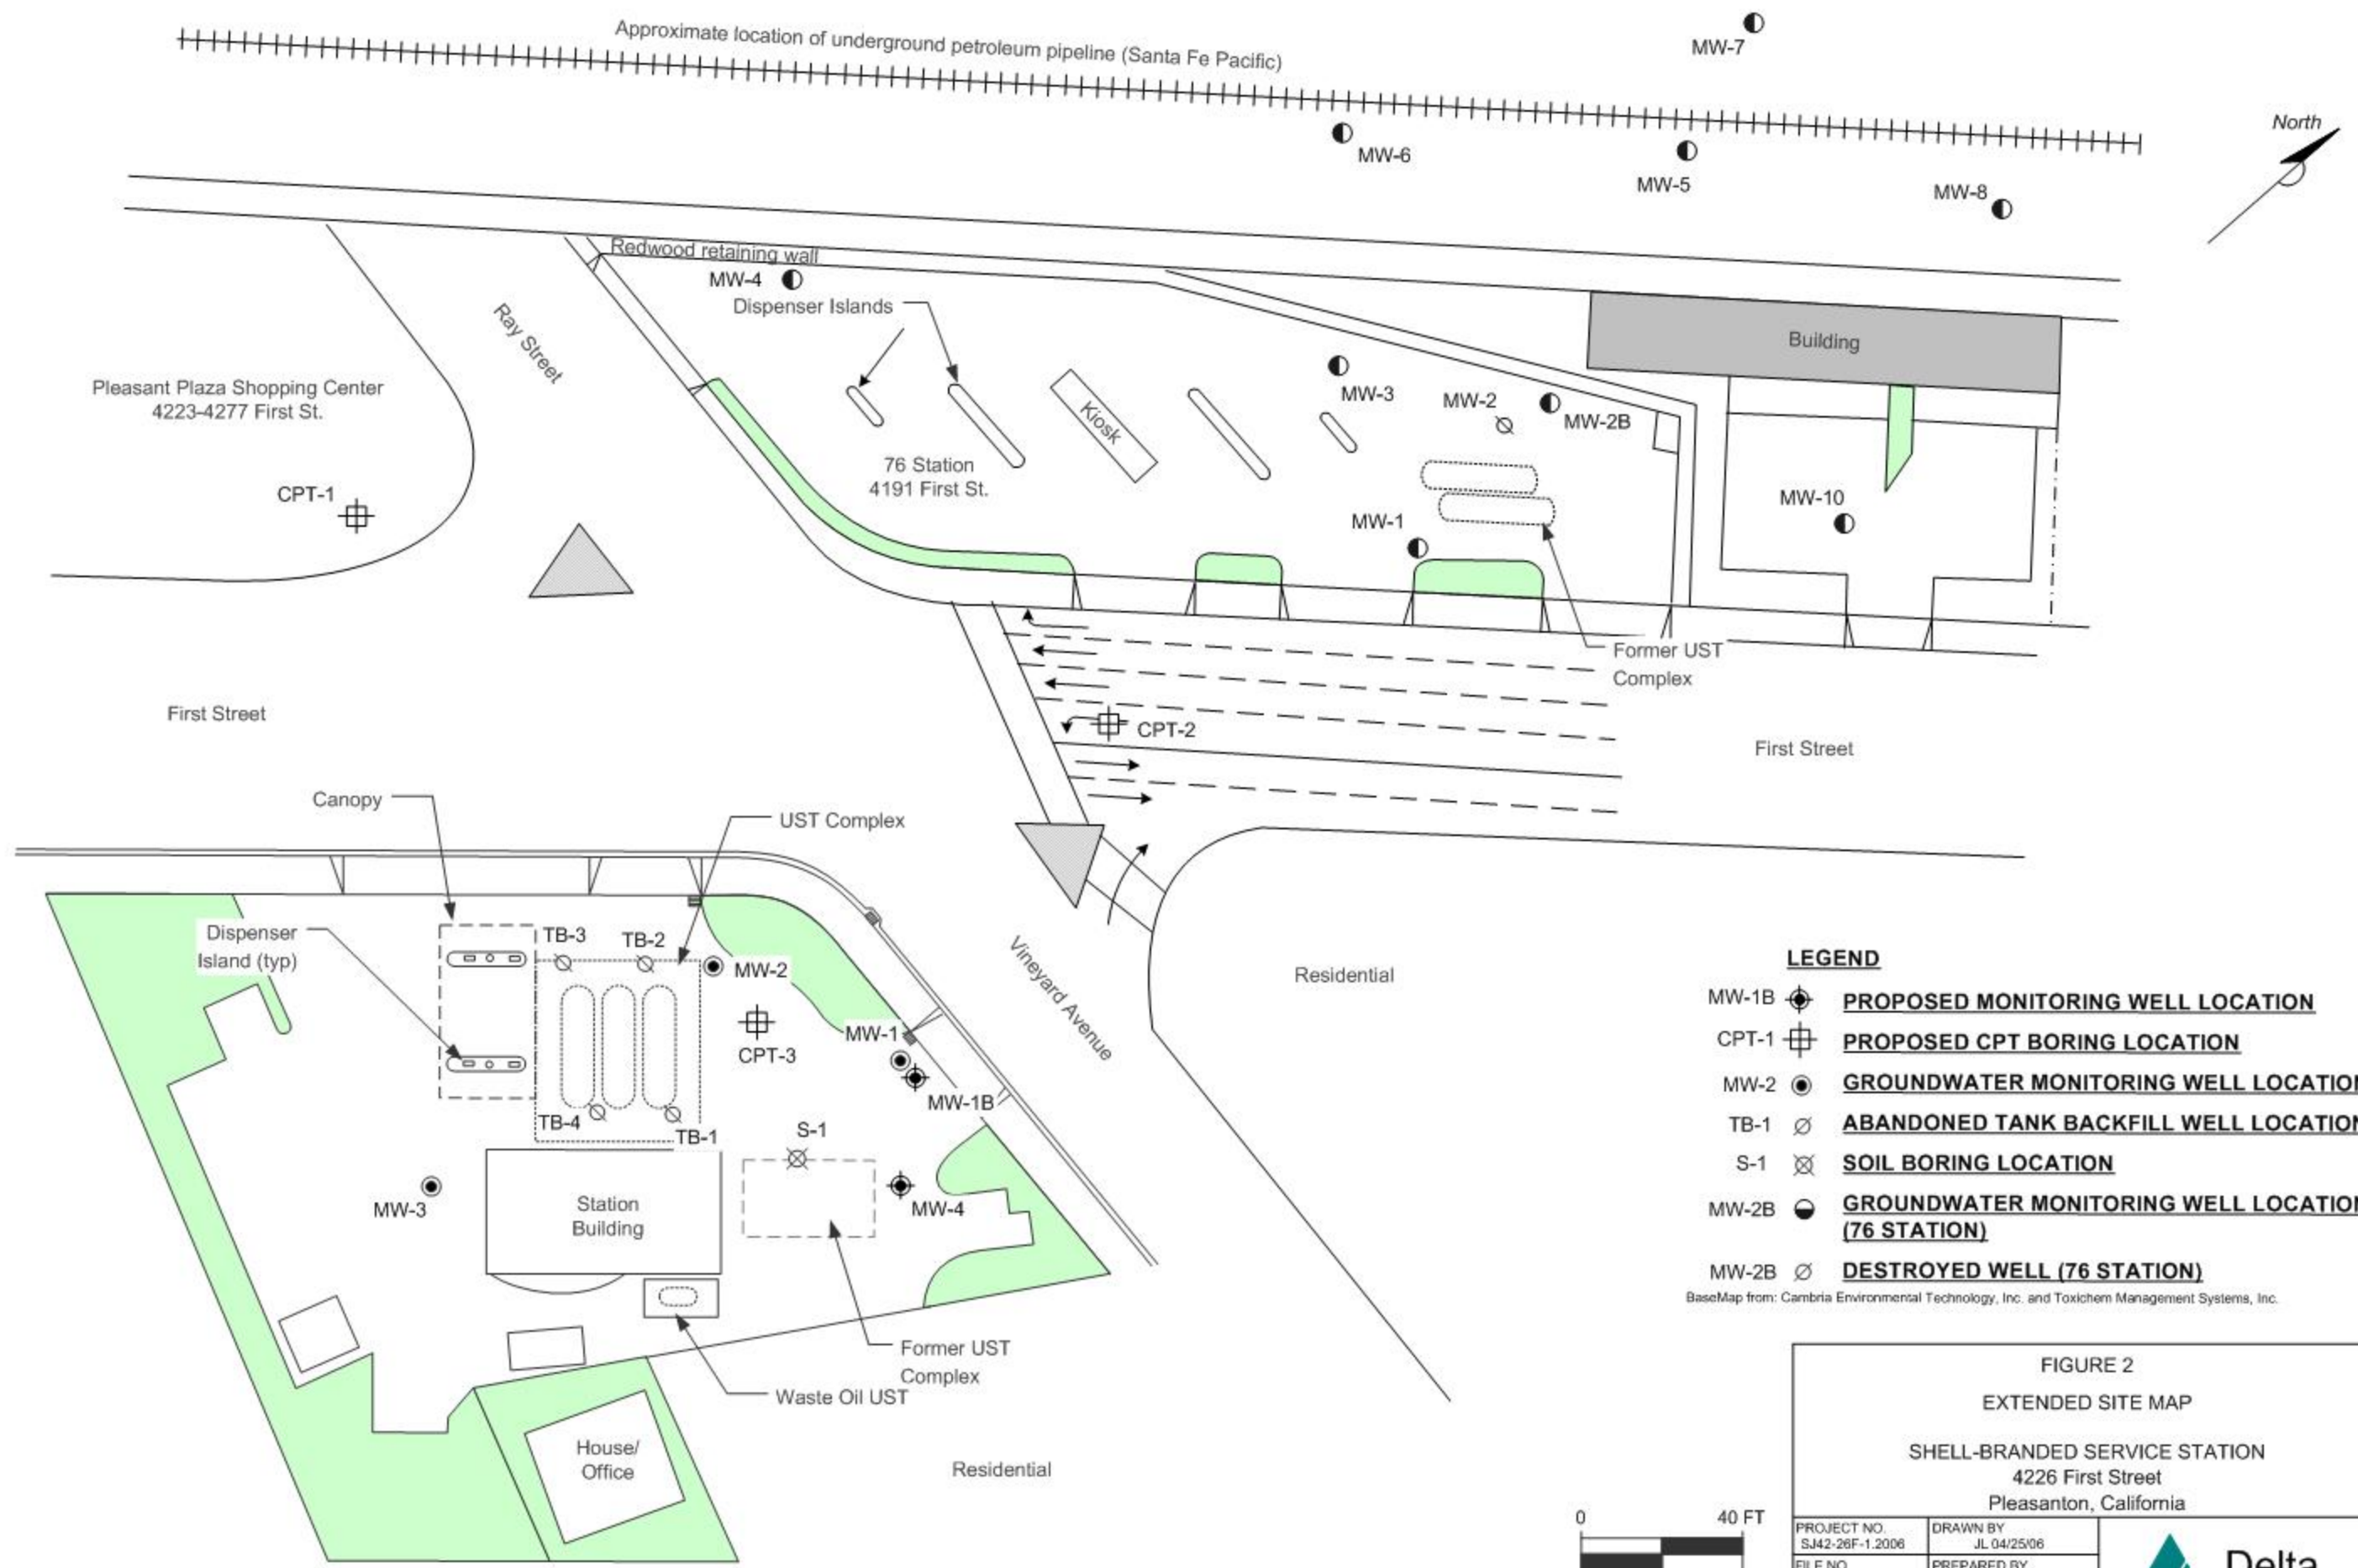 Approximate location of underground petroleum pipeline (Santa Fe Pacific)
MW-7
North
MW-6
MW-5
MW-8
Redwood retaining wall
MW-4
Dispenser Islands
Ray Street
Building
Pleasant Plaza Shopping Center
4223-4277 First St.
Kiosk
MW-3
MW-2
MW-2B
76 Station
4191 First St.
CPT-1
MW-1
MW-10
Former UST
Complex
First Street
CPT-2
First Street
Canopy
UST Complex
Dispenser
Island (typ)
TB-3
TB-2
MW-2
Vineyard Avenue
Residential
CPT-3
MW-1
MW-1B
TB-4
TB-1
S-1
MW-3
Station
Building
MW-4
Former UST
Complex
Waste Oil UST
House/
Office
Residential
LEGEND
MW-1B PROPOSED MONITORING WELL LOCATION
CPT-1 PROPOSED CPT BORING LOCATION
MW-2 GROUNDWATER MONITORING WELL LOCATION
TB-1 ABANDONED TANK BACKFILL WELL LOCATION
S-1 SOIL BORING LOCATION
MW-2B GROUNDWATER MONITORING WELL LOCATION
(76 STATION)
MW-2B DESTROYED WELL (76 STATION)
BaseMap from: Cambria Environmental Technology, Inc. and Toxichem Management Systems, Inc.
FIGURE 2
EXTENDED SITE MAP
SHELL-BRANDED SERVICE STATION
4226 First Street
Pleasanton, California
0 40 FT
PROJECT NO. DRAWN BY
SJ42-26F-1.2006 JL 04/25/06
FILE NO. PREPARED BY
Delta